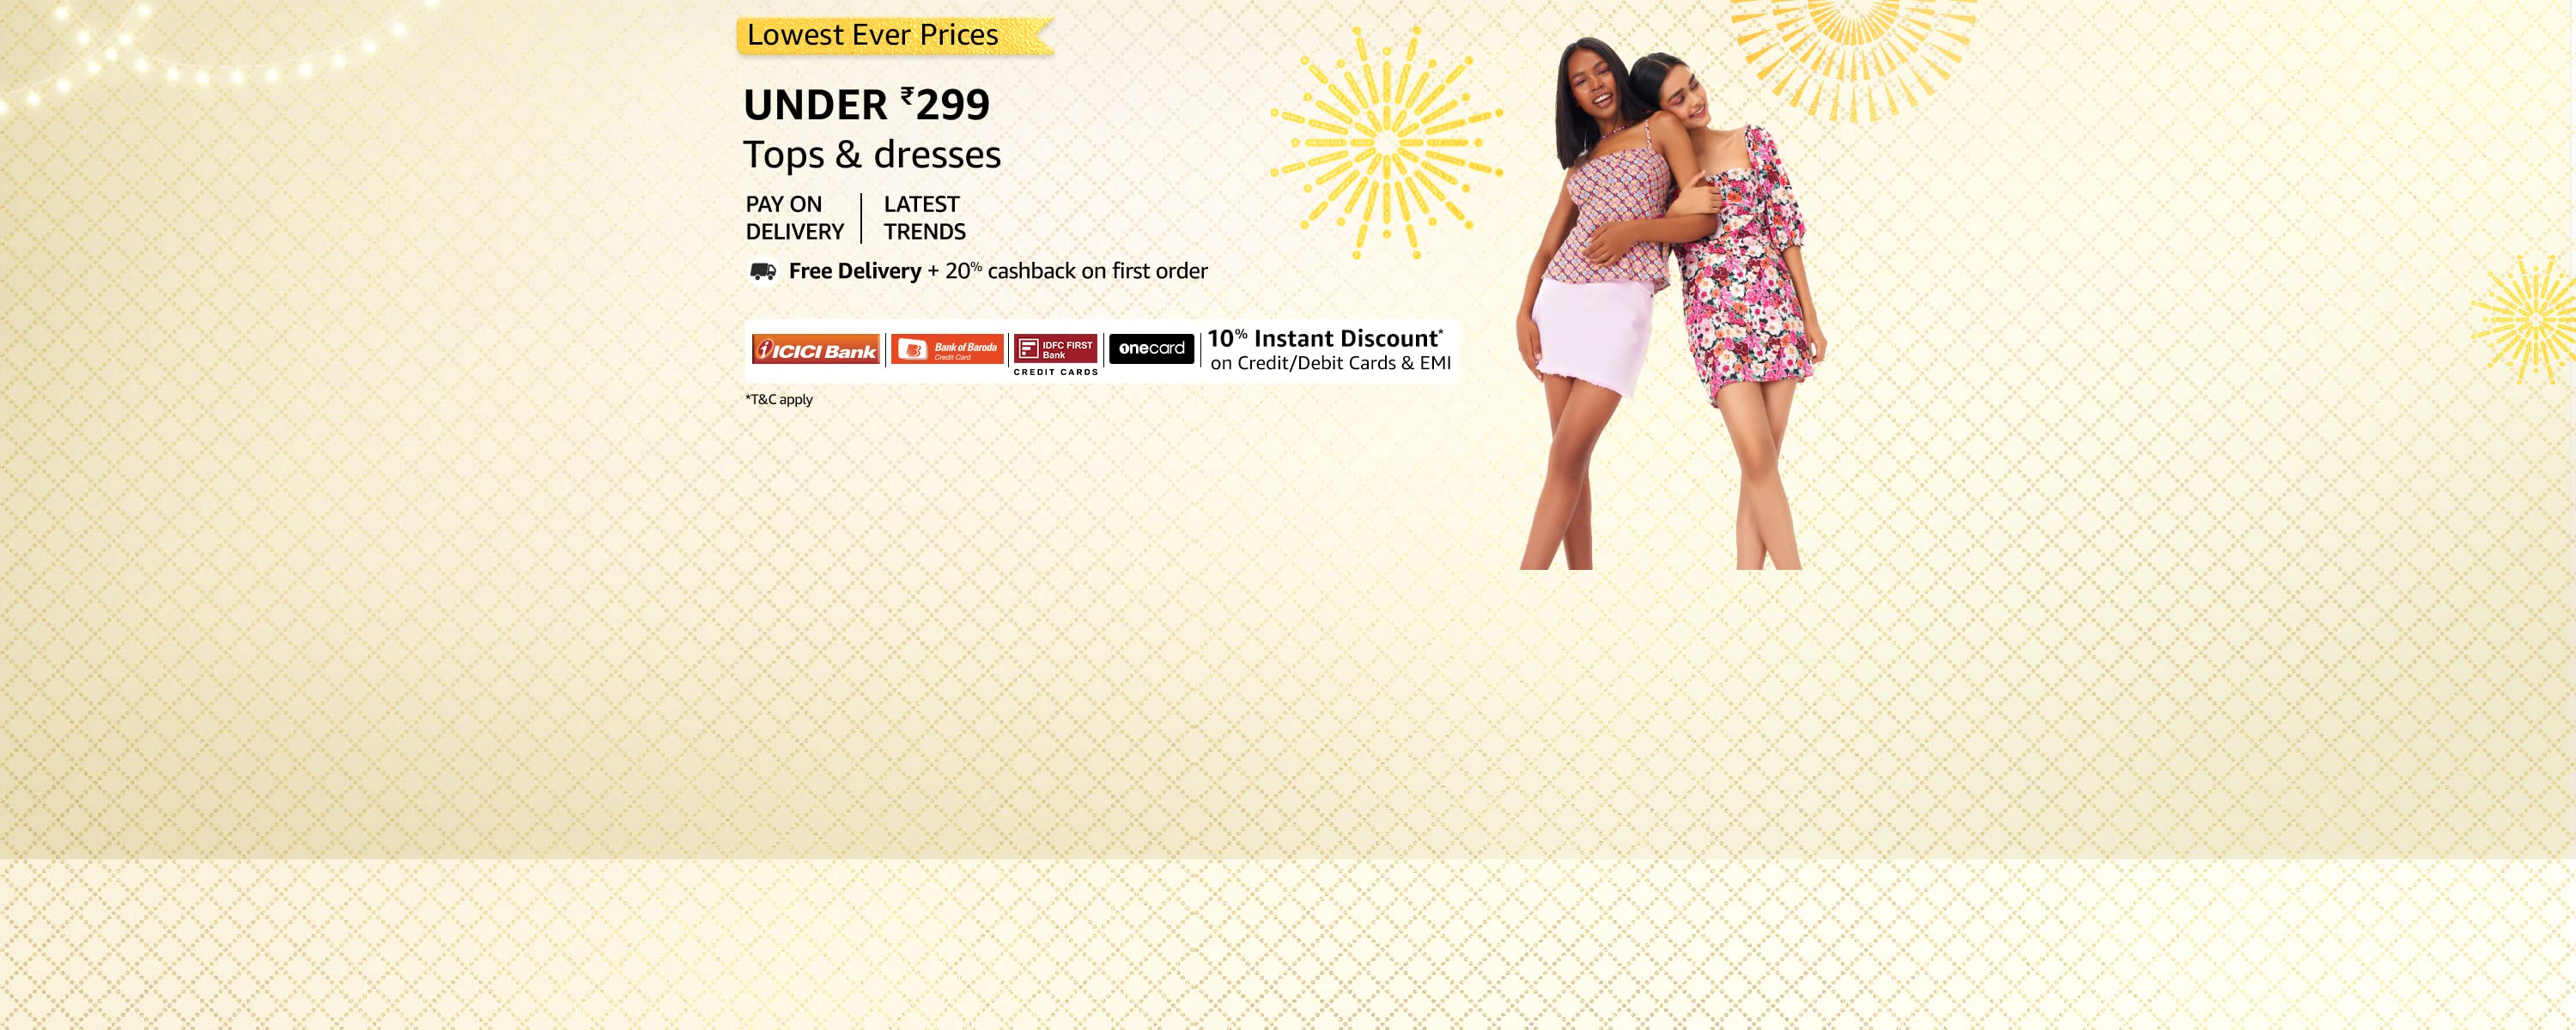 Lowest Ever Prices
UNDER ₹299
Tops & dresses
PAY ON
DELIVERY
LATEST
TRENDS
Free Delivery + 20% cashback on first order
ICICI Bank
Bank of Baroda
Credit Card
IDFC FIRST
Bank
CREDIT CARDS
onecard
10% Instant Discount*
on Credit/Debit Cards & EMI
*T&C apply